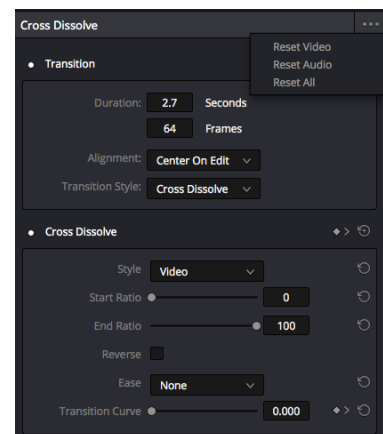 Cross Dissolve
Reset Video
Reset Audio
Reset All
Transition
Duration: 2.7 Seconds
64 Frames
Alignment: Center On Edit
Transition Style: Cross Dissolve
Cross Dissolve
Style Video
Start Ratio 0
End Ratio 100
Reverse
Ease None
Transition Curve 0.000